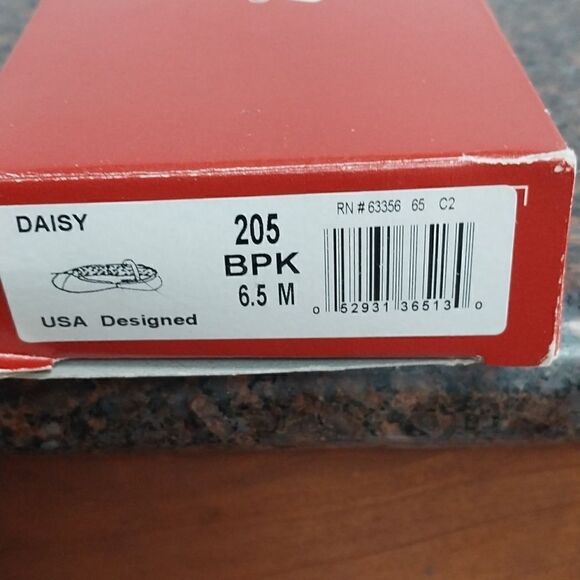 DAISY
USA Designed
205
BPK
6.5 M
RN # 63356 65 C2
0 52931 36513 0